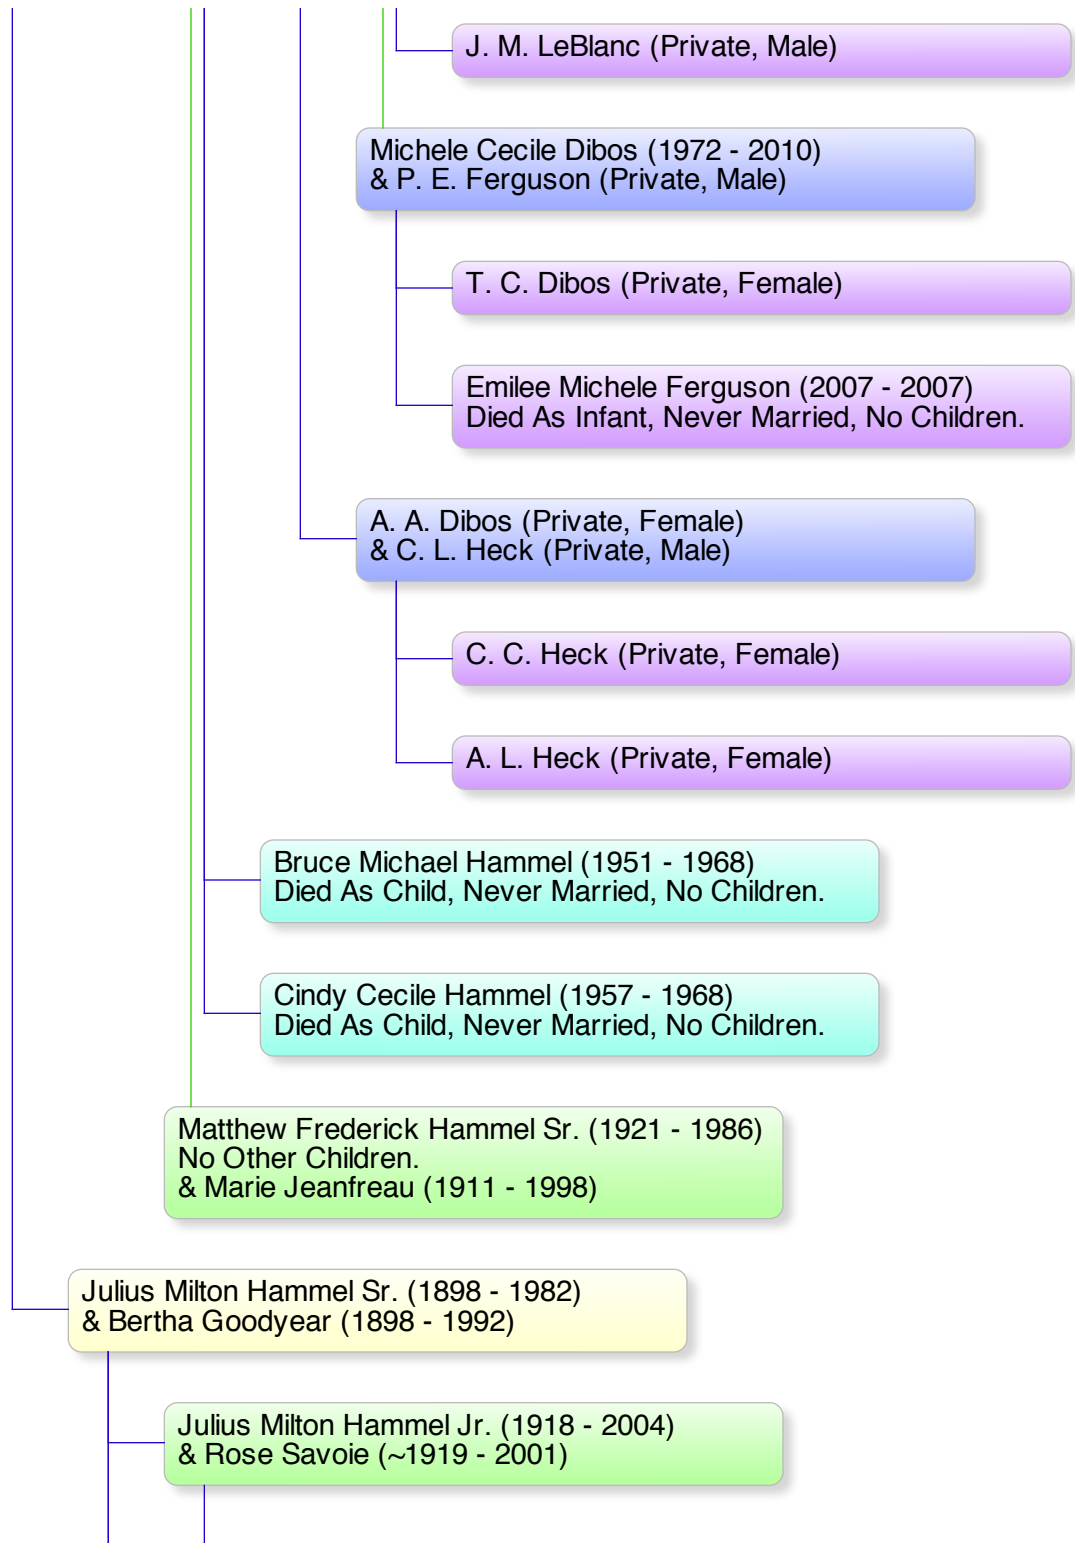 J. M. LeBlanc (Private, Male)
Michele Cecile Dibos (1972 - 2010)
& P. E. Ferguson (Private, Male)
T. C. Dibos (Private, Female)
Emilee Michele Ferguson (2007 - 2007)
Died As Infant, Never Married, No Children.
A. A. Dibos (Private, Female)
& C. L. Heck (Private, Male)
C. C. Heck (Private, Female)
A. L. Heck (Private, Female)
Bruce Michael Hammel (1951 - 1968)
Died As Child, Never Married, No Children.
Cindy Cecile Hammel (1957 - 1968)
Died As Child, Never Married, No Children.
Matthew Frederick Hammel Sr. (1921 - 1986)
No Other Children.
& Marie Jeanfreau (1911 - 1998)
Julius Milton Hammel Sr. (1898 - 1982)
& Bertha Goodyear (1898 - 1992)
Julius Milton Hammel Jr. (1918 - 2004)
& Rose Savoie (~1919 - 2001)